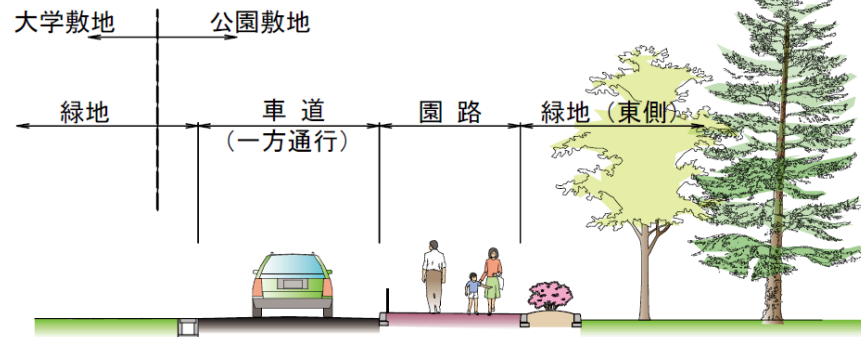 大学敷地
公園敷地
緑地
車道
(一方通行)
園路
緑地(東側)